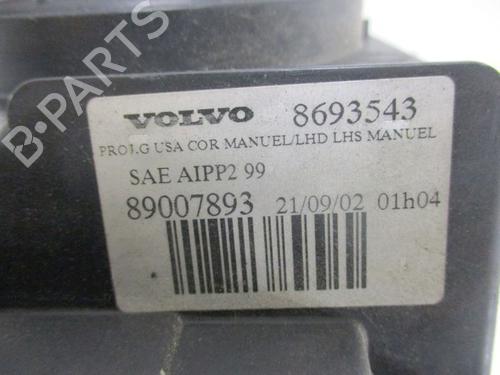 VOLVO 8693543
PROJ.G USA COR MANUEL/LHD LHS MANUEL
SAE AIPP2 99
89007893 21/09/02 01h04
B-PARTS